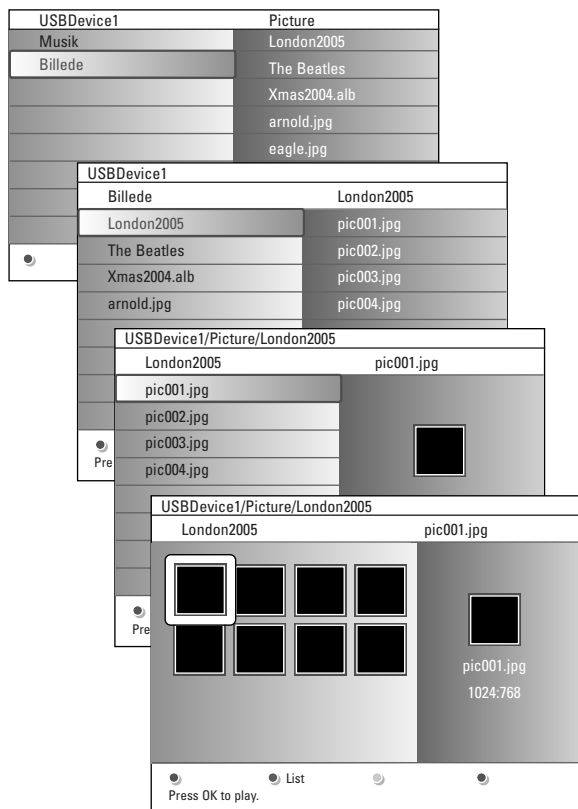 USBDevice1 Picture
Musik London2005
Billede The Beatles
Xmas2004.alb
arnold.jpg
eagle.jpg
USBDevice1
Billede London2005
London2005 pic001.jpg
The Beatles pic002.jpg
Xmas2004.alb pic003.jpg
arnold.jpg pic004.jpg
Pre
USBDevice1/Picture/London2005
London2005 pic001.jpg
pic001.jpg
pic002.jpg
pic003.jpg
pic004.jpg
Pre
USBDevice1/Picture/London2005
London2005 pic001.jpg
pic001.jpg
1024:768
List
Press OK to play.